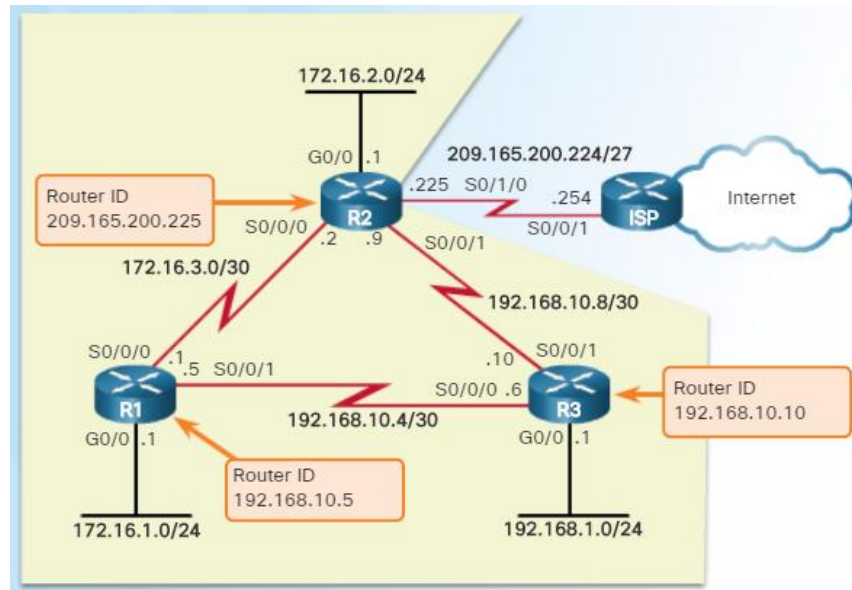 172.16.2.0/24
G0/0 .1
209.165.200.224/27
Router ID
209.165.200.225
.225 S0/1/0
.254
ISP
Internet
R2
S0/0/0
.2 .9
S0/0/1
S0/0/1
172.16.3.0/30
192.168.10.8/30
S0/0/0 .1
.5 S0/0/1
.10 S0/0/1
S0/0/0 .6
R1
R3
192.168.10.4/30
Router ID
192.168.10.10
G0/0 .1
G0/0 .1
Router ID
192.168.10.5
172.16.1.0/24
192.168.1.0/24